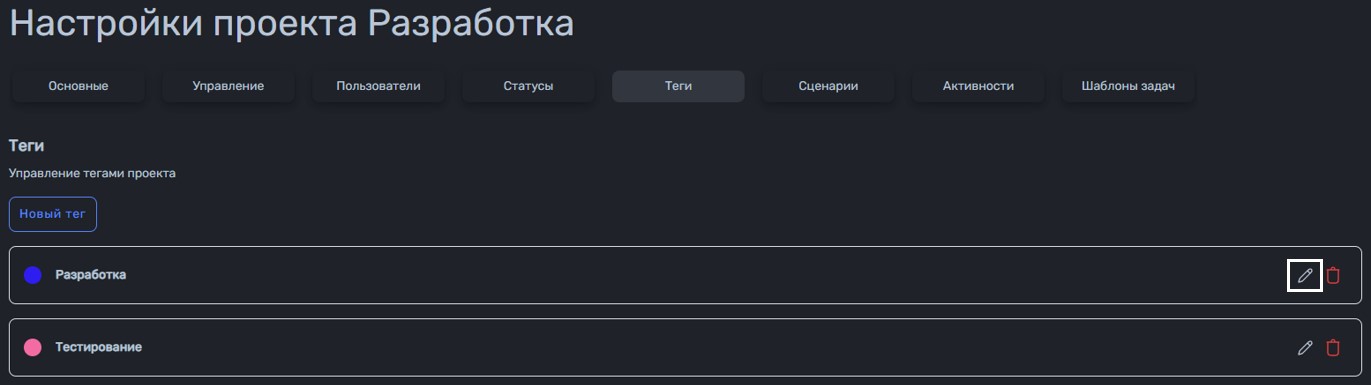 Настройки проекта Разработка
Основные Управление Пользователи Статусы Теги Сценарии Активности Шаблоны задач
Теги
Управление тегами проекта
Новый тег
Разработка
Тестирование